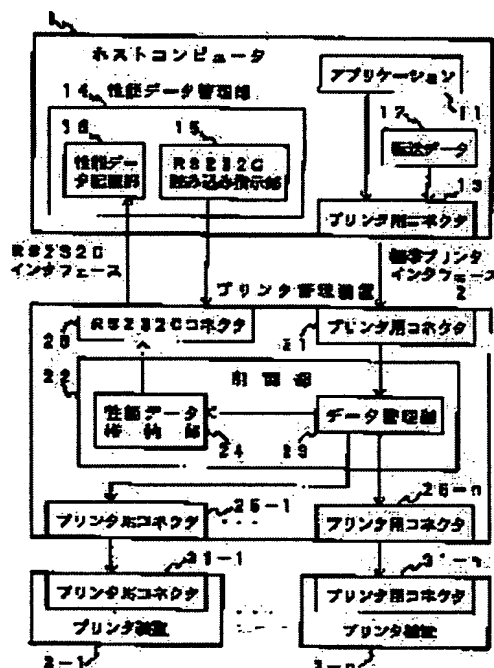 1
ホストコンピュータ
アプリケーション
11
14 性能データ管理部
17
転送データ
16
15
性能データ
記憶部
RS232C
読み込み指示部
13
プリンタ用コネクタ
RS232C
インタフェース
標準プリンタ
インタフェース
2
プリンタ管理装置
RS232Cコネクタ
プリンタ用コネクタ
21
22
制御部
性能データ
格納部
データ管理部
24
23
25-1
プリンタ用コネクタ
...
25-n
プリンタ用コネクタ
31-1
プリンタ用コネクタ
プリンタ装置
3-1
31-n
プリンタ用コネクタ
プリンタ装置
3-n